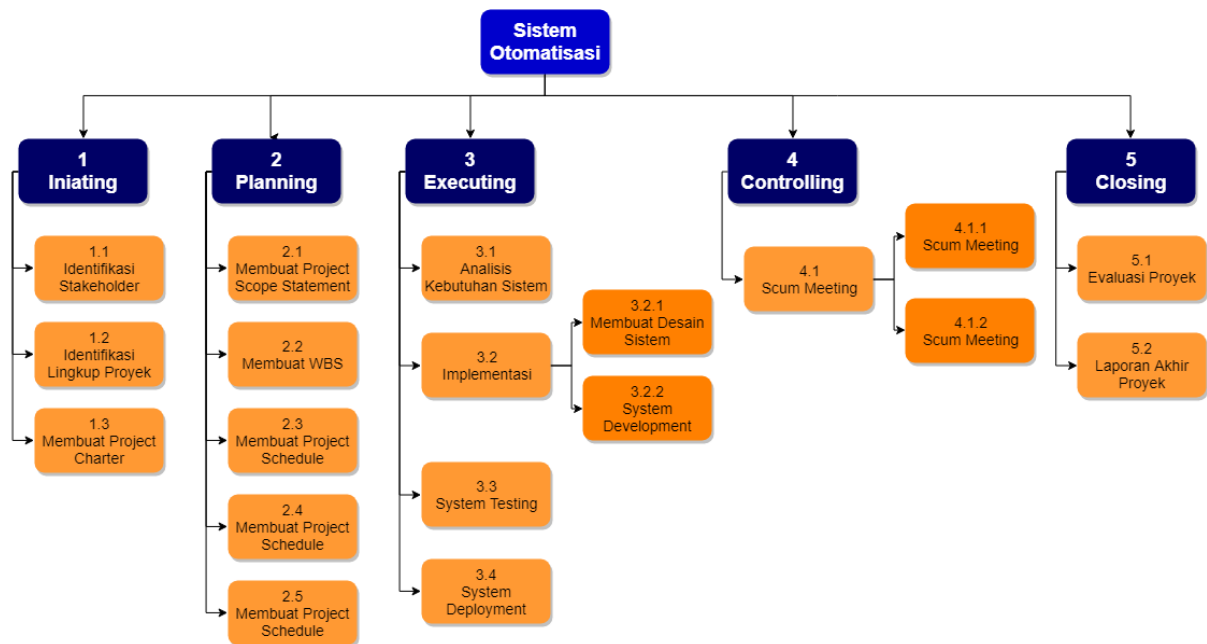 Sistem
Otomatisasi
1
Iniating
2
Planning
3
Executing
4
Controlling
5
Closing
1.1
Identifikasi
Stakeholder
1.2
Identifikasi
Lingkup Proyek
1.3
Membuat Project
Charter
2.1
Membuat Project
Scope Statement
2.2
Membuat WBS
2.3
Membuat Project
Schedule
2.4
Membuat Project
Schedule
2.5
Membuat Project
Schedule
3.1
Analisis
Kebutuhan Sistem
3.2
Implementasi
3.2.1
Membuat Desain
Sistem
3.2.2
System
Development
3.3
System Testing
3.4
System
Deployment
4.1
Scum Meeting
4.1.1
Scum Meeting
4.1.2
Scum Meeting
5.1
Evaluasi Proyek
5.2
Laporan Akhir
Proyek